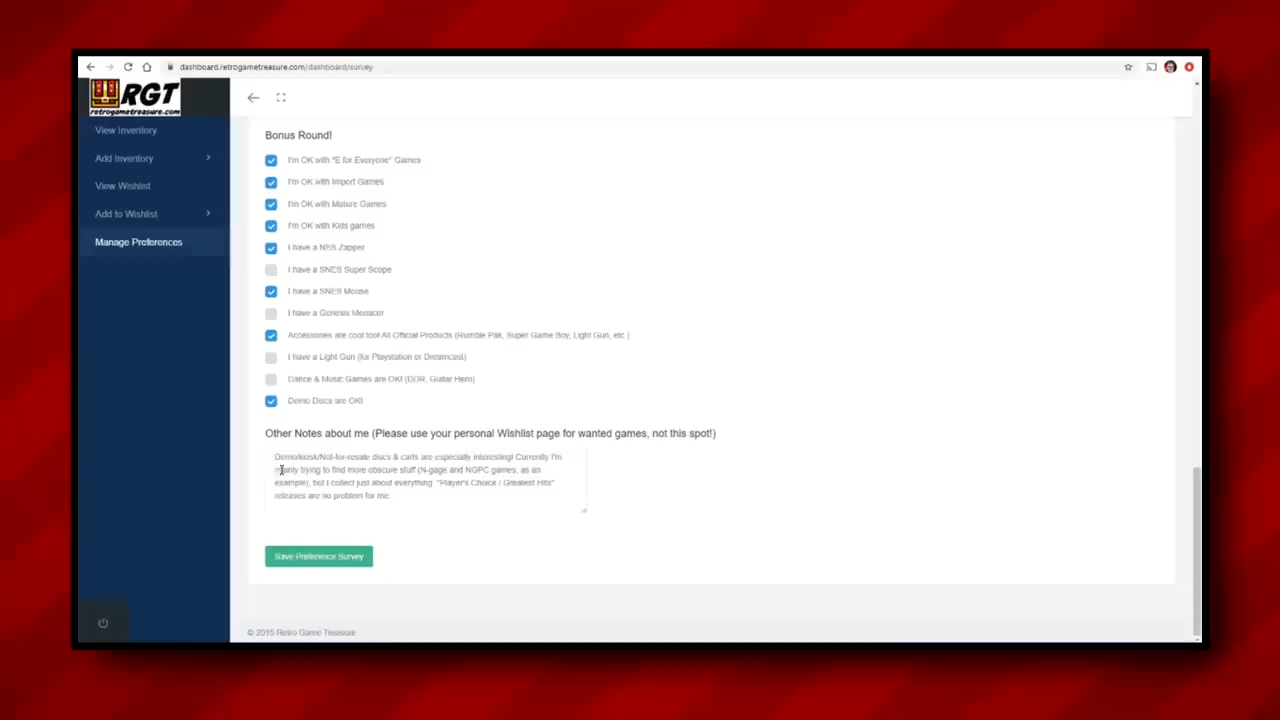 dashboard.retrogametreasure.com/dashboard/survey
RGT
retrogametreasure.com
View Inventory
Add Inventory
View Wishlist
Add to Wishlist
Manage Preferences
Bonus Round!
I'm OK with "E for Everyone" Games
I'm OK with Import Games
I'm OK with Mature Games
I'm OK with Kids games
I have a NES Zapper
I have a SNES Super Scope
I have a SNES Mouse
I have a Genesis Menacer
Accessories are cool too! All Official Products (Rumble Pak, Super Game Boy, Light Gun, etc.)
I have a Light Gun (for Playstation or Dreamcast)
Dance & Music Games are OK! (DDR, Guitar Hero)
Demo Discs are OK!
Other Notes about me (Please use your personal Wishlist page for wanted games, not this spot!)
Demo/kiosk/Not-for-resale discs & carts are especially interesting! Currently I'm
mainly trying to find more obscure stuff (N-gage and NGPC games, as an
example), but I collect just about everything. "Player's Choice / Greatest Hits"
releases are no problem for me.
Save Preference Survey
© 2015 Retro Game Treasure